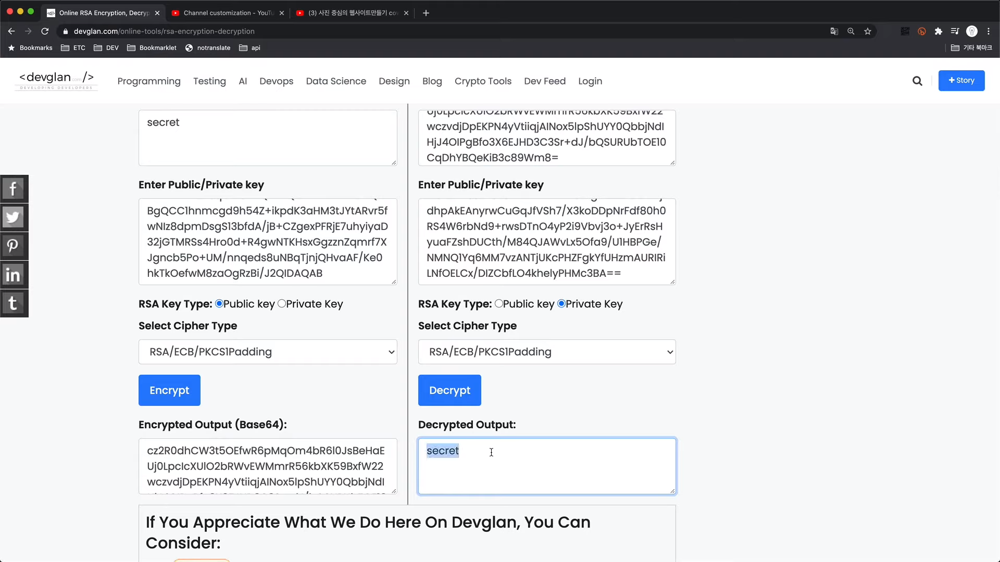 Online RSA Encryption, Decryp
Channel customization - YouTu
(3) 사진 중심의 웹사이트만들기 cov
devglan.com/online-tools/rsa-encryption-decryption
Bookmarks
ETC
DEV
Bookmarklet
notranslate
api
기타 북마크
<devglan.com/>
DEVELOPING DEVELOPERS
Programming
Testing
AI
Devops
Data Science
Design
Blog
Crypto Tools
Dev Feed
Login
+ Story
secret
Enter Public/Private key
BgQCC1hnmcgd9h54Z+ikpdK3aHM3tJYtARvr5f
wNIz8dpmDsgS13bfdA/jB+CZgexPFRjE7uhyiyaD
32jGTMRSs4Hro0d+R4gwNTKHsxGgzznZqmrf7X
Jgncb5Po+UM/nnqeds8uNBqTjnjQHvaAF/Ke0
hkTkOefwM8zaOgRzBi/J2QIDAQAB
RSA Key Type: Public key Private Key
Select Cipher Type
RSA/ECB/PKCS1Padding
Encrypt
Encrypted Output (Base64):
cz2R0dhCW3t5OEfwR6pMqOm4bR6l0JsBeHaE
Uj0LpcIcXUlO2bRWvEWMmrR56kbXK59BxfW22
wczvdjDpEKPN4yVtiiqjAINox5lpShUYY0QbbjNdI
Uj0LpcIcXUlO2bRWvEWMmrR56kbXK59BxfW22
wczvdjDpEKPN4yVtiiqjAINox5lpShUYY0QbbjNdI
HjJ4OIPgBfo3X6EJHD3C3Sr+dJ/bQSURUbTOE10
CqDhYBQeKiB3c89Wm8=
Enter Public/Private key
dhpAkEAnyrwCuGqJfVSh7/X3koDDpNrFdf80h0
RS4W6rbNd9+rwsDTnO4yP2i9Vbvj3o+JyErRsH
yuaFZshDUCth/M84QJAWvLx5Ofa9/U1HBPGe/
NMNQ1Yq6MM7vzANTjUKcPHZFgkYfUHzmAURIRi
LNfOELCx/DIZCbfLO4khelyPHMc3BA==
RSA Key Type: Public key Private Key
Select Cipher Type
RSA/ECB/PKCS1Padding
Decrypt
Decrypted Output:
secret
If You Appreciate What We Do Here On Devglan, You Can
Consider: